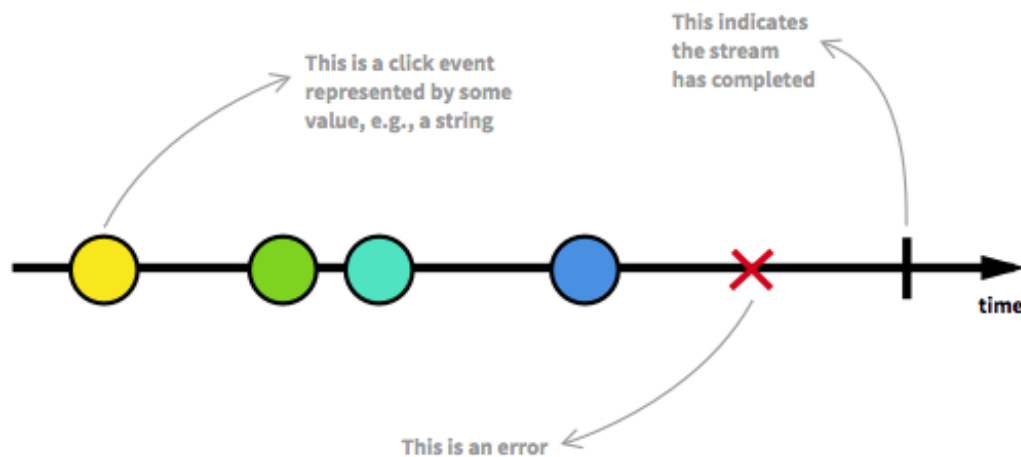 This is a click event
represented by some
value, e.g., a string
This indicates
the stream
has completed
time
This is an error